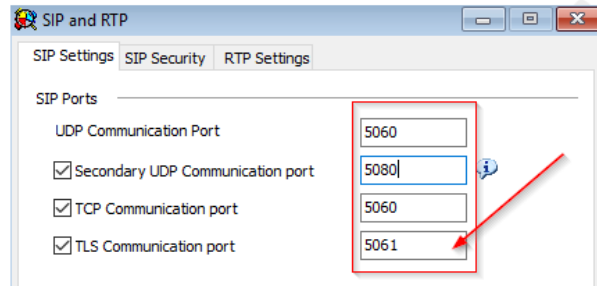 SIP and RTP
SIP Settings SIP Security RTP Settings
SIP Ports
UDP Communication Port 5060
Secondary UDP Communication port 5080
TCP Communication port 5060
TLS Communication port 5061